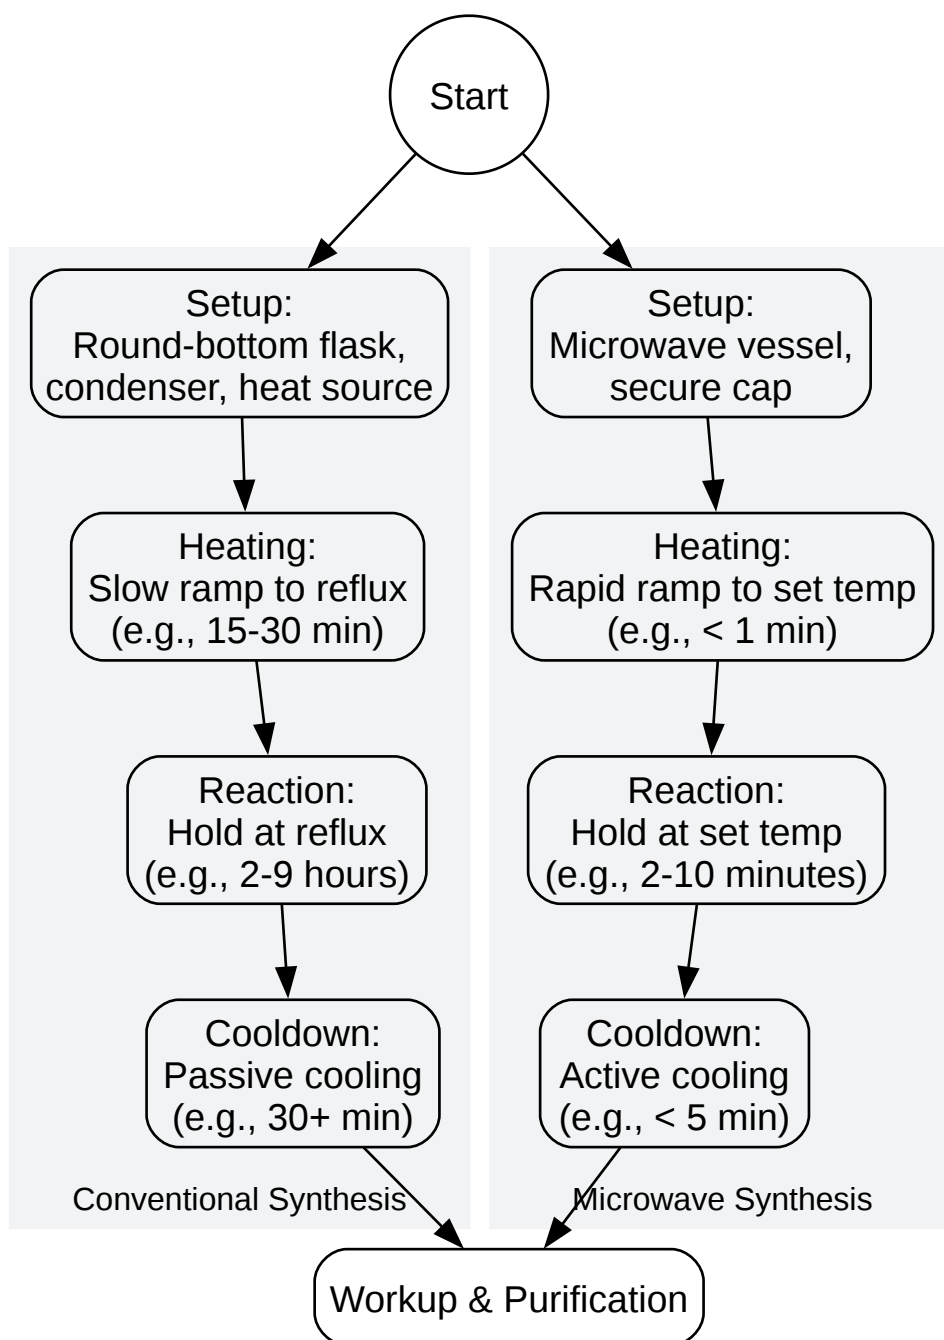 Start
Setup:
Round-bottom flask,
condenser, heat source
Heating:
Slow ramp to reflux
(e.g., 15-30 min)
Reaction:
Hold at reflux
(e.g., 2-9 hours)
Cooldown:
Passive cooling
(e.g., 30+ min)
Conventional Synthesis
Setup:
Microwave vessel,
secure cap
Heating:
Rapid ramp to set temp
(e.g., < 1 min)
Reaction:
Hold at set temp
(e.g., 2-10 minutes)
Cooldown:
Active cooling
(e.g., < 5 min)
Microwave Synthesis
Workup & Purification